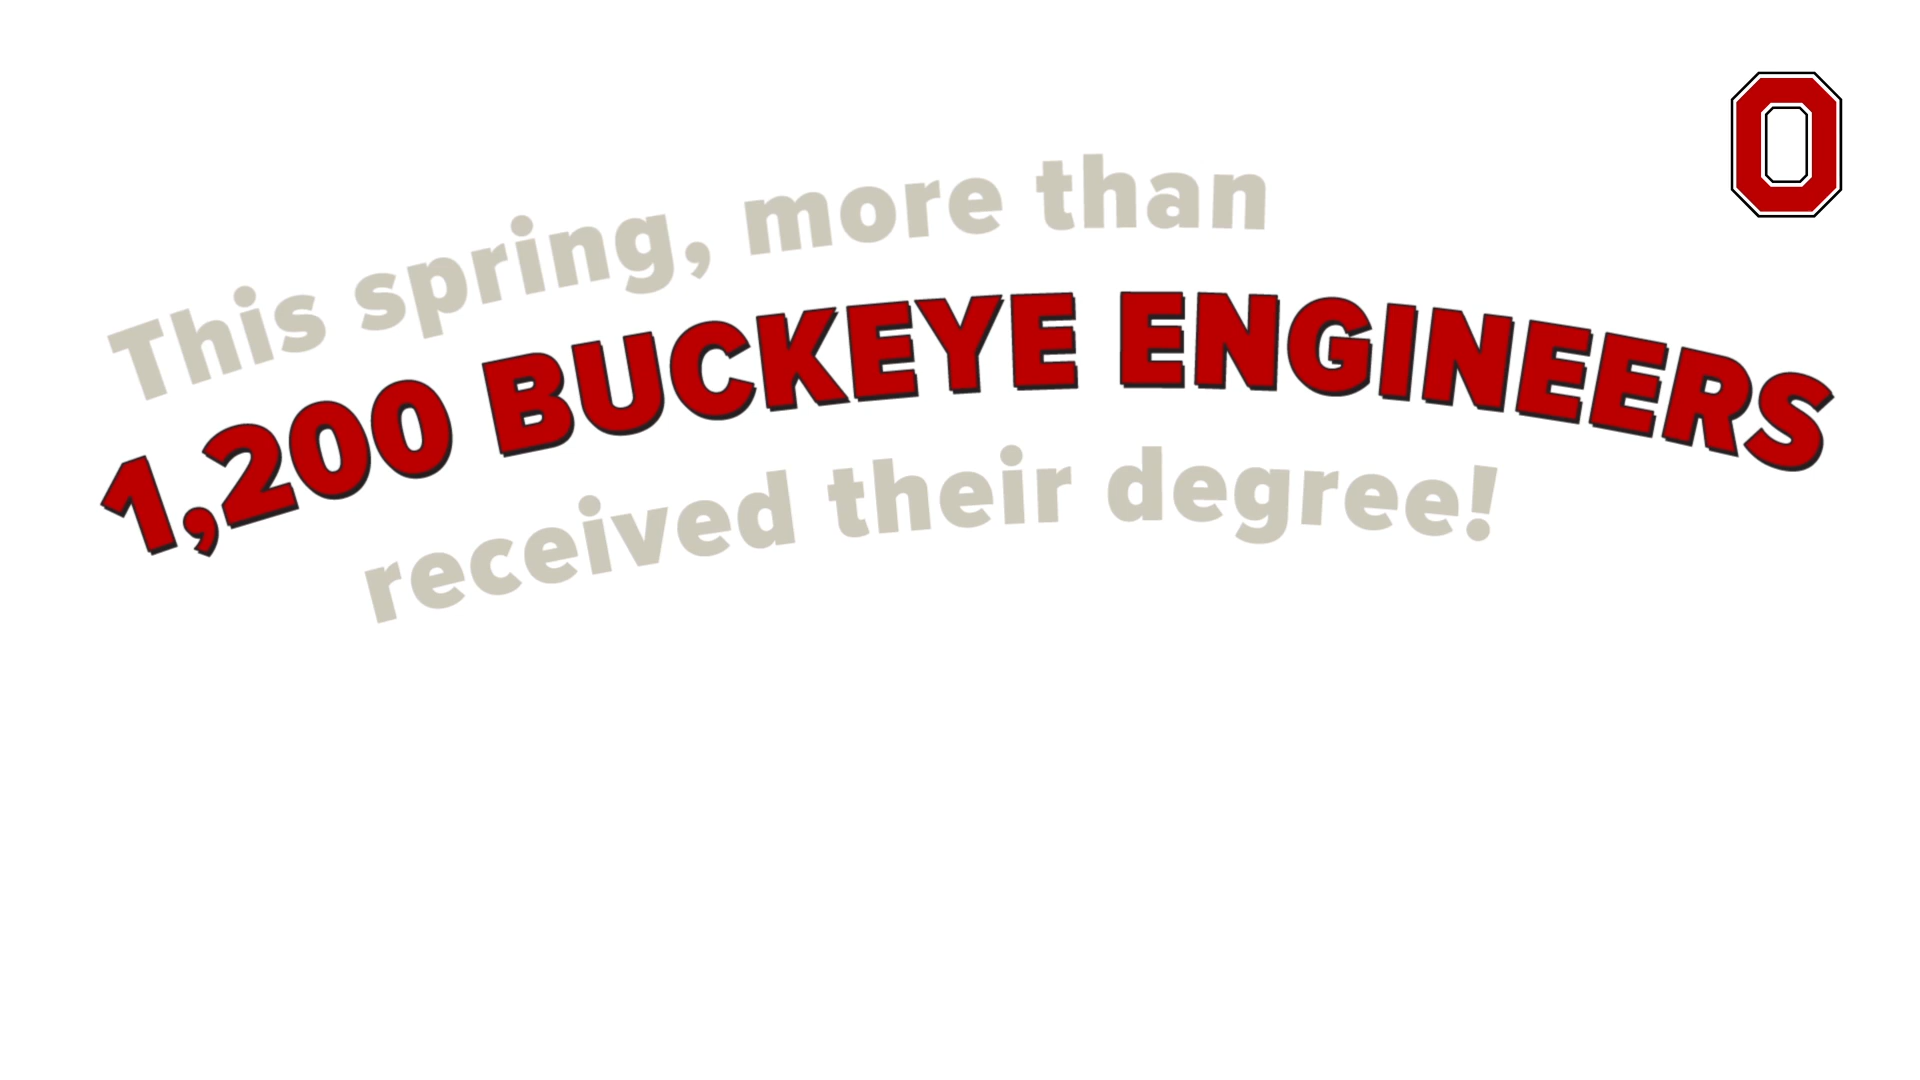 O
This spring, more than
1,200 BUCKEYE ENGINEERS
received their degree!